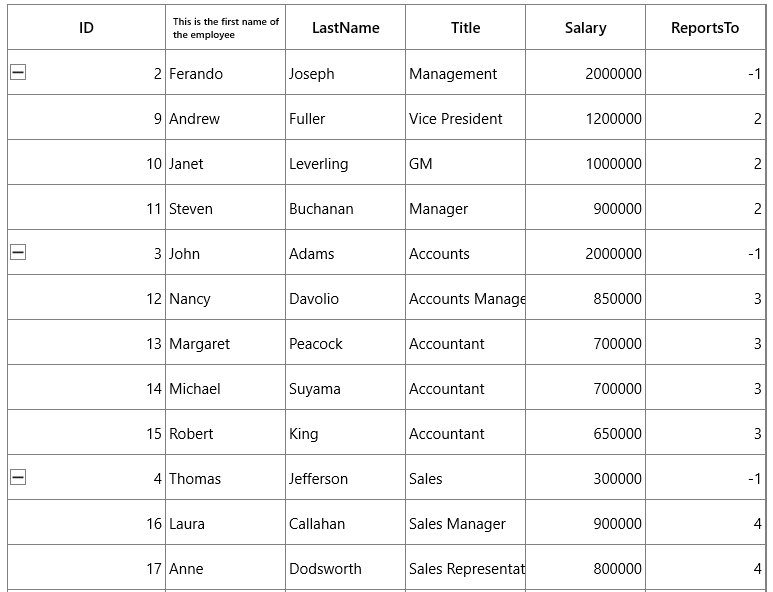 ID This is the first name of the employee LastName Title Salary ReportsTo
2 Ferando Joseph Management 2000000 -1
9 Andrew Fuller Vice President 1200000 2
10 Janet Leverling GM 1000000 2
11 Steven Buchanan Manager 900000 2
3 John Adams Accounts 2000000 -1
12 Nancy Davolio Accounts Manage 850000 3
13 Margaret Peacock Accountant 700000 3
14 Michael Suyama Accountant 700000 3
15 Robert King Accountant 650000 3
4 Thomas Jefferson Sales 300000 -1
16 Laura Callahan Sales Manager 900000 4
17 Anne Dodsworth Sales Representat 800000 4